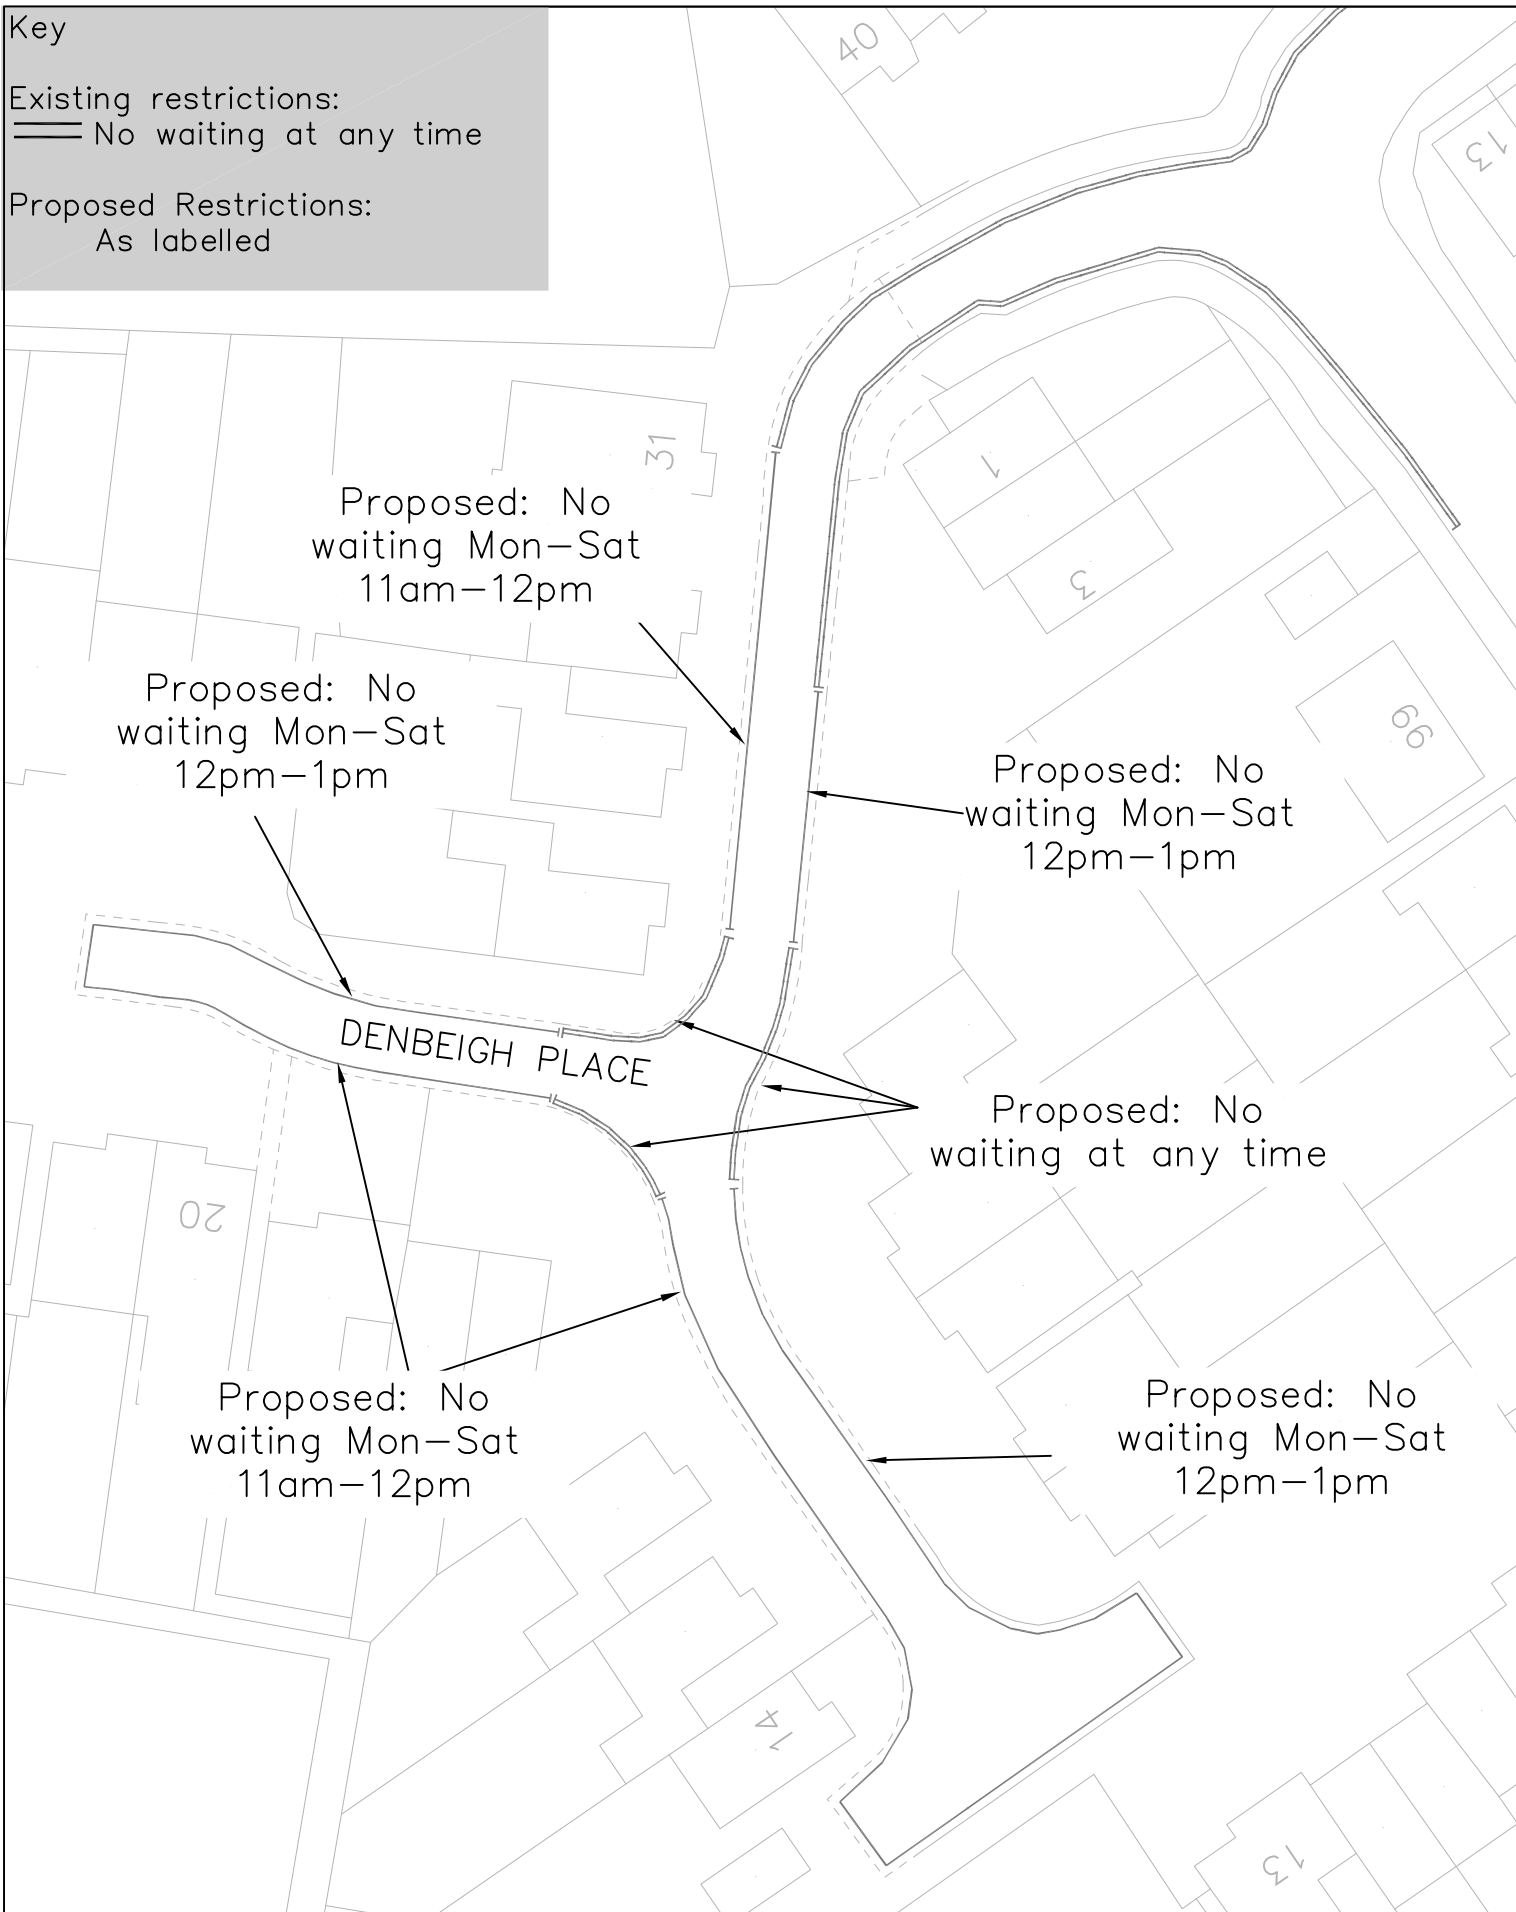 Key
Existing restrictions:
No waiting at any time
Proposed Restrictions:
As labelled
40
13
31
1
3
Proposed: No
waiting Mon-Sat
11am-12pm
Proposed: No
waiting Mon-Sat
12pm-1pm
99
Proposed: No
waiting Mon-Sat
12pm-1pm
DENBEIGH PLACE
Proposed: No
waiting at any time
20
Proposed: No
waiting Mon-Sat
11am-12pm
Proposed: No
waiting Mon-Sat
12pm-1pm
14
13